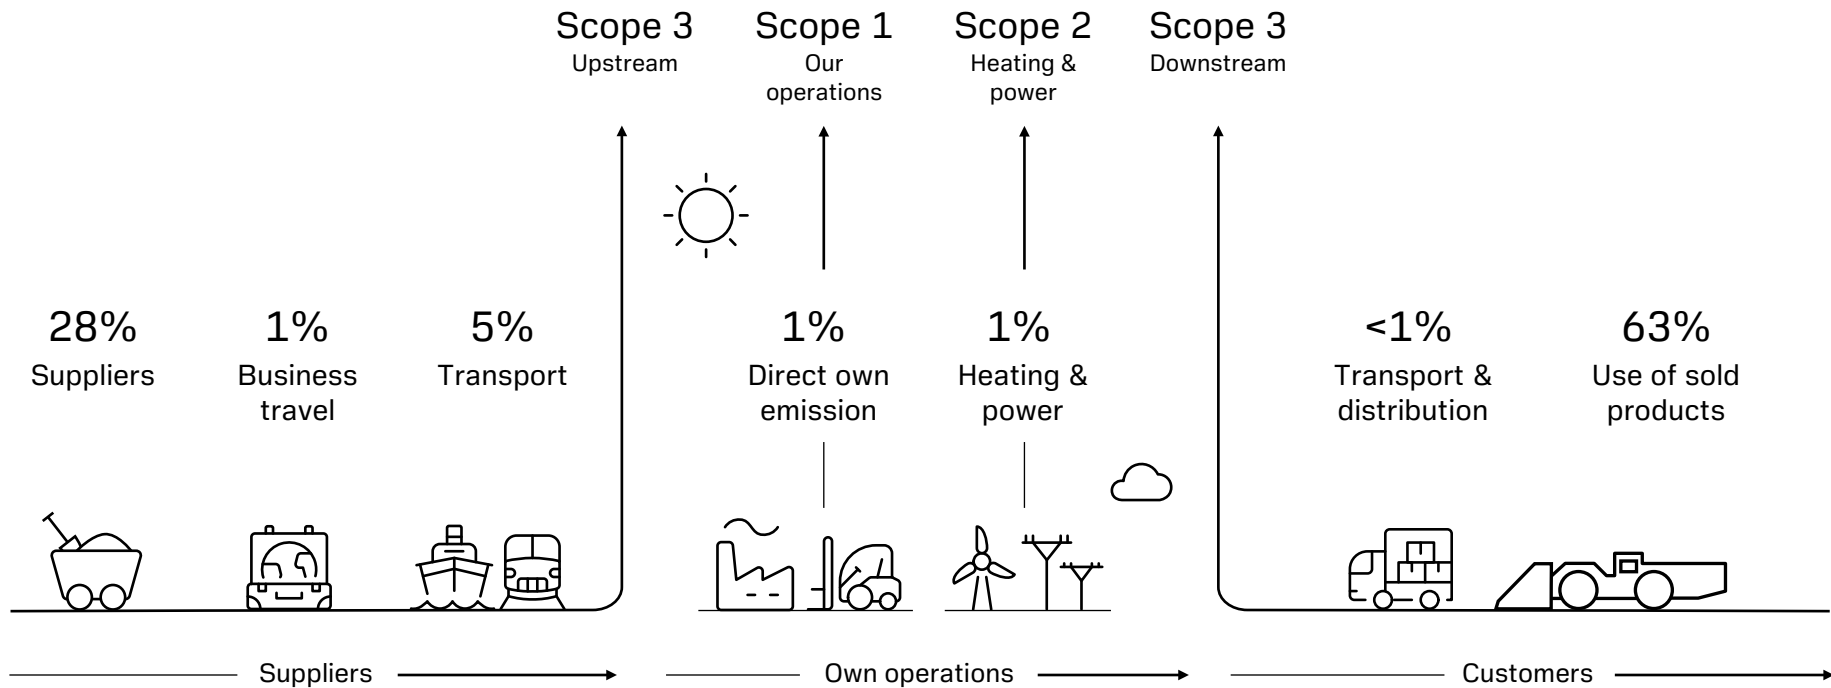 Scope 3
Upstream
Scope 1
Our
operations
Scope 2
Heating &
power
Scope 3
Downstream
28%
Suppliers
1%
Business
travel
5%
Transport
1%
Direct own
emission
1%
Heating &
power
<1%
Transport &
distribution
63%
Use of sold
products
Suppliers
Own operations
Customers